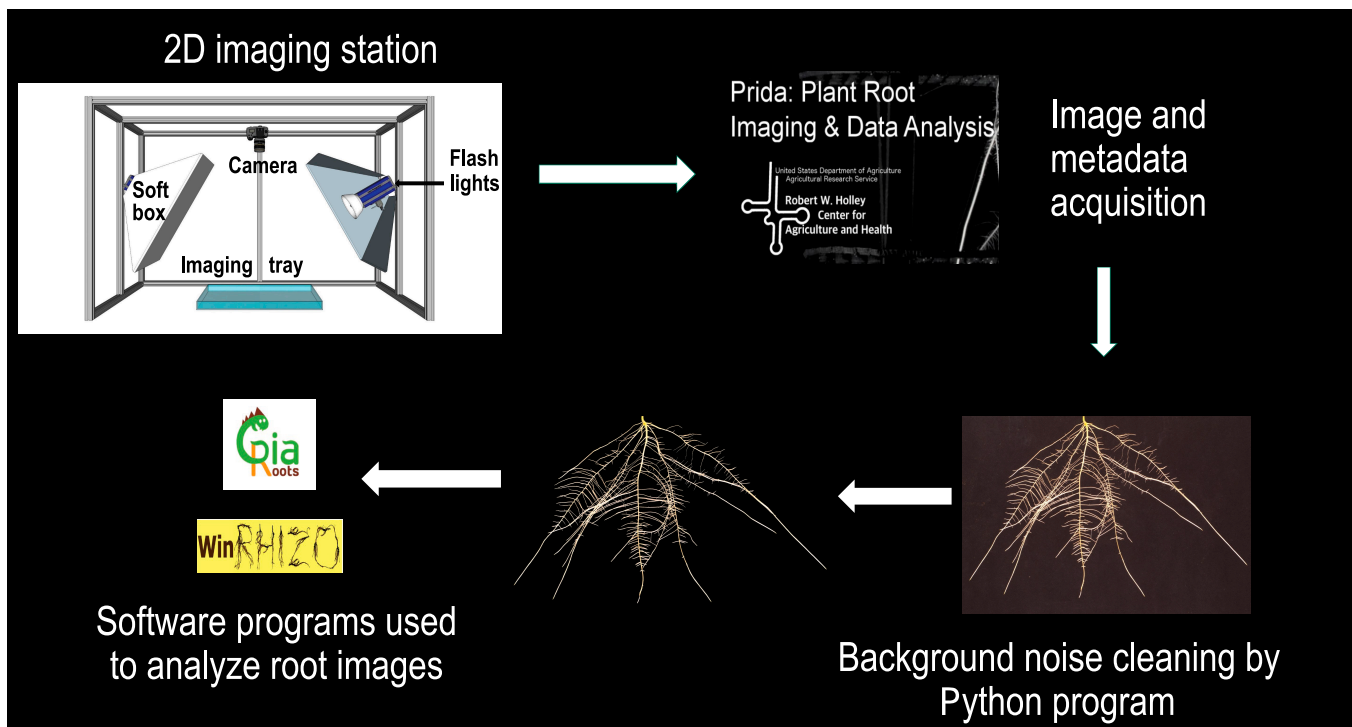 2D imaging station
Camera
Flash
lights
Soft
box
Imaging tray
Prida: Plant Root
Imaging & Data Analysis
United States Department of Agriculture
Agricultural Research Service
Robert W. Holley
Center for
Agriculture and Health
Image and
metadata
acquisition
Background noise cleaning by
Python program
Gia
Roots
WinRHIZO
Software programs used
to analyze root images